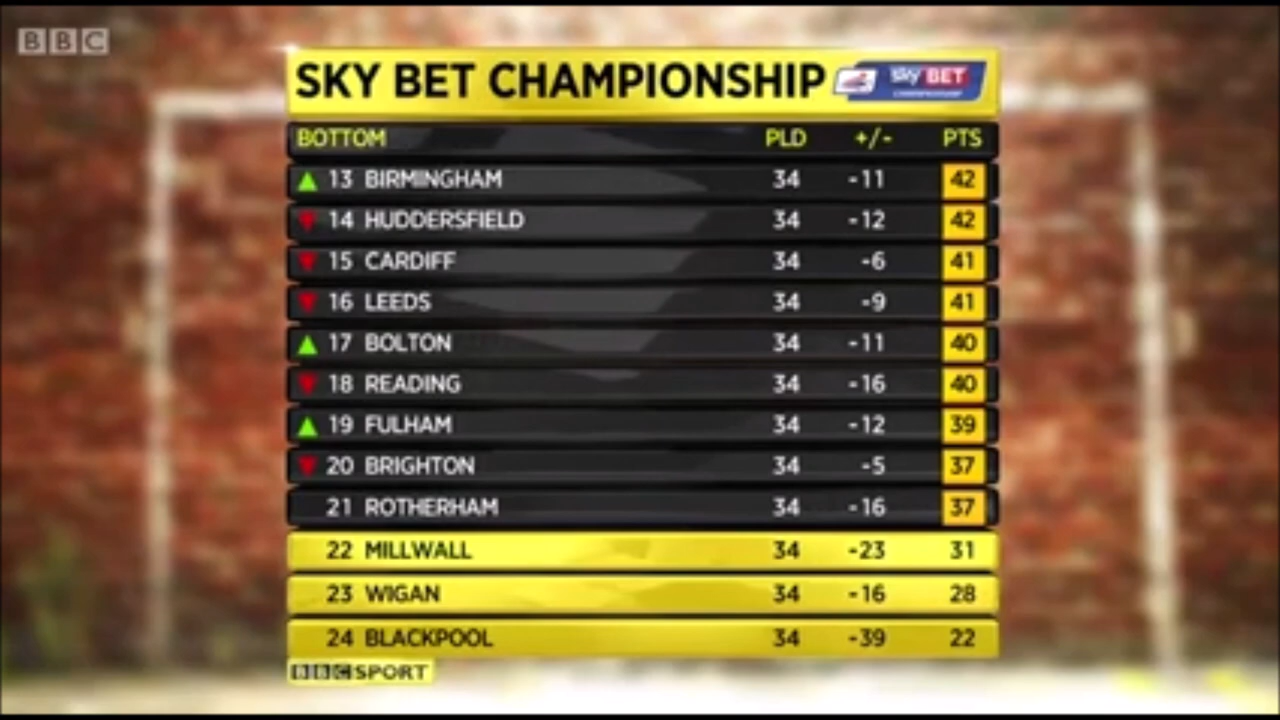 BBC
SKY BET CHAMPIONSHIP sky BET
CHAMPIONSHIP
BOTTOM PLD +/- PTS
13 BIRMINGHAM 34 -11 42
14 HUDDERSFIELD 34 -12 42
15 CARDIFF 34 -6 41
16 LEEDS 34 -9 41
17 BOLTON 34 -11 40
18 READING 34 -16 40
19 FULHAM 34 -12 39
20 BRIGHTON 34 -5 37
21 ROTHERHAM 34 -16 37
22 MILLWALL 34 -23 31
23 WIGAN 34 -16 28
24 BLACKPOOL 34 -39 22
BBC SPORT